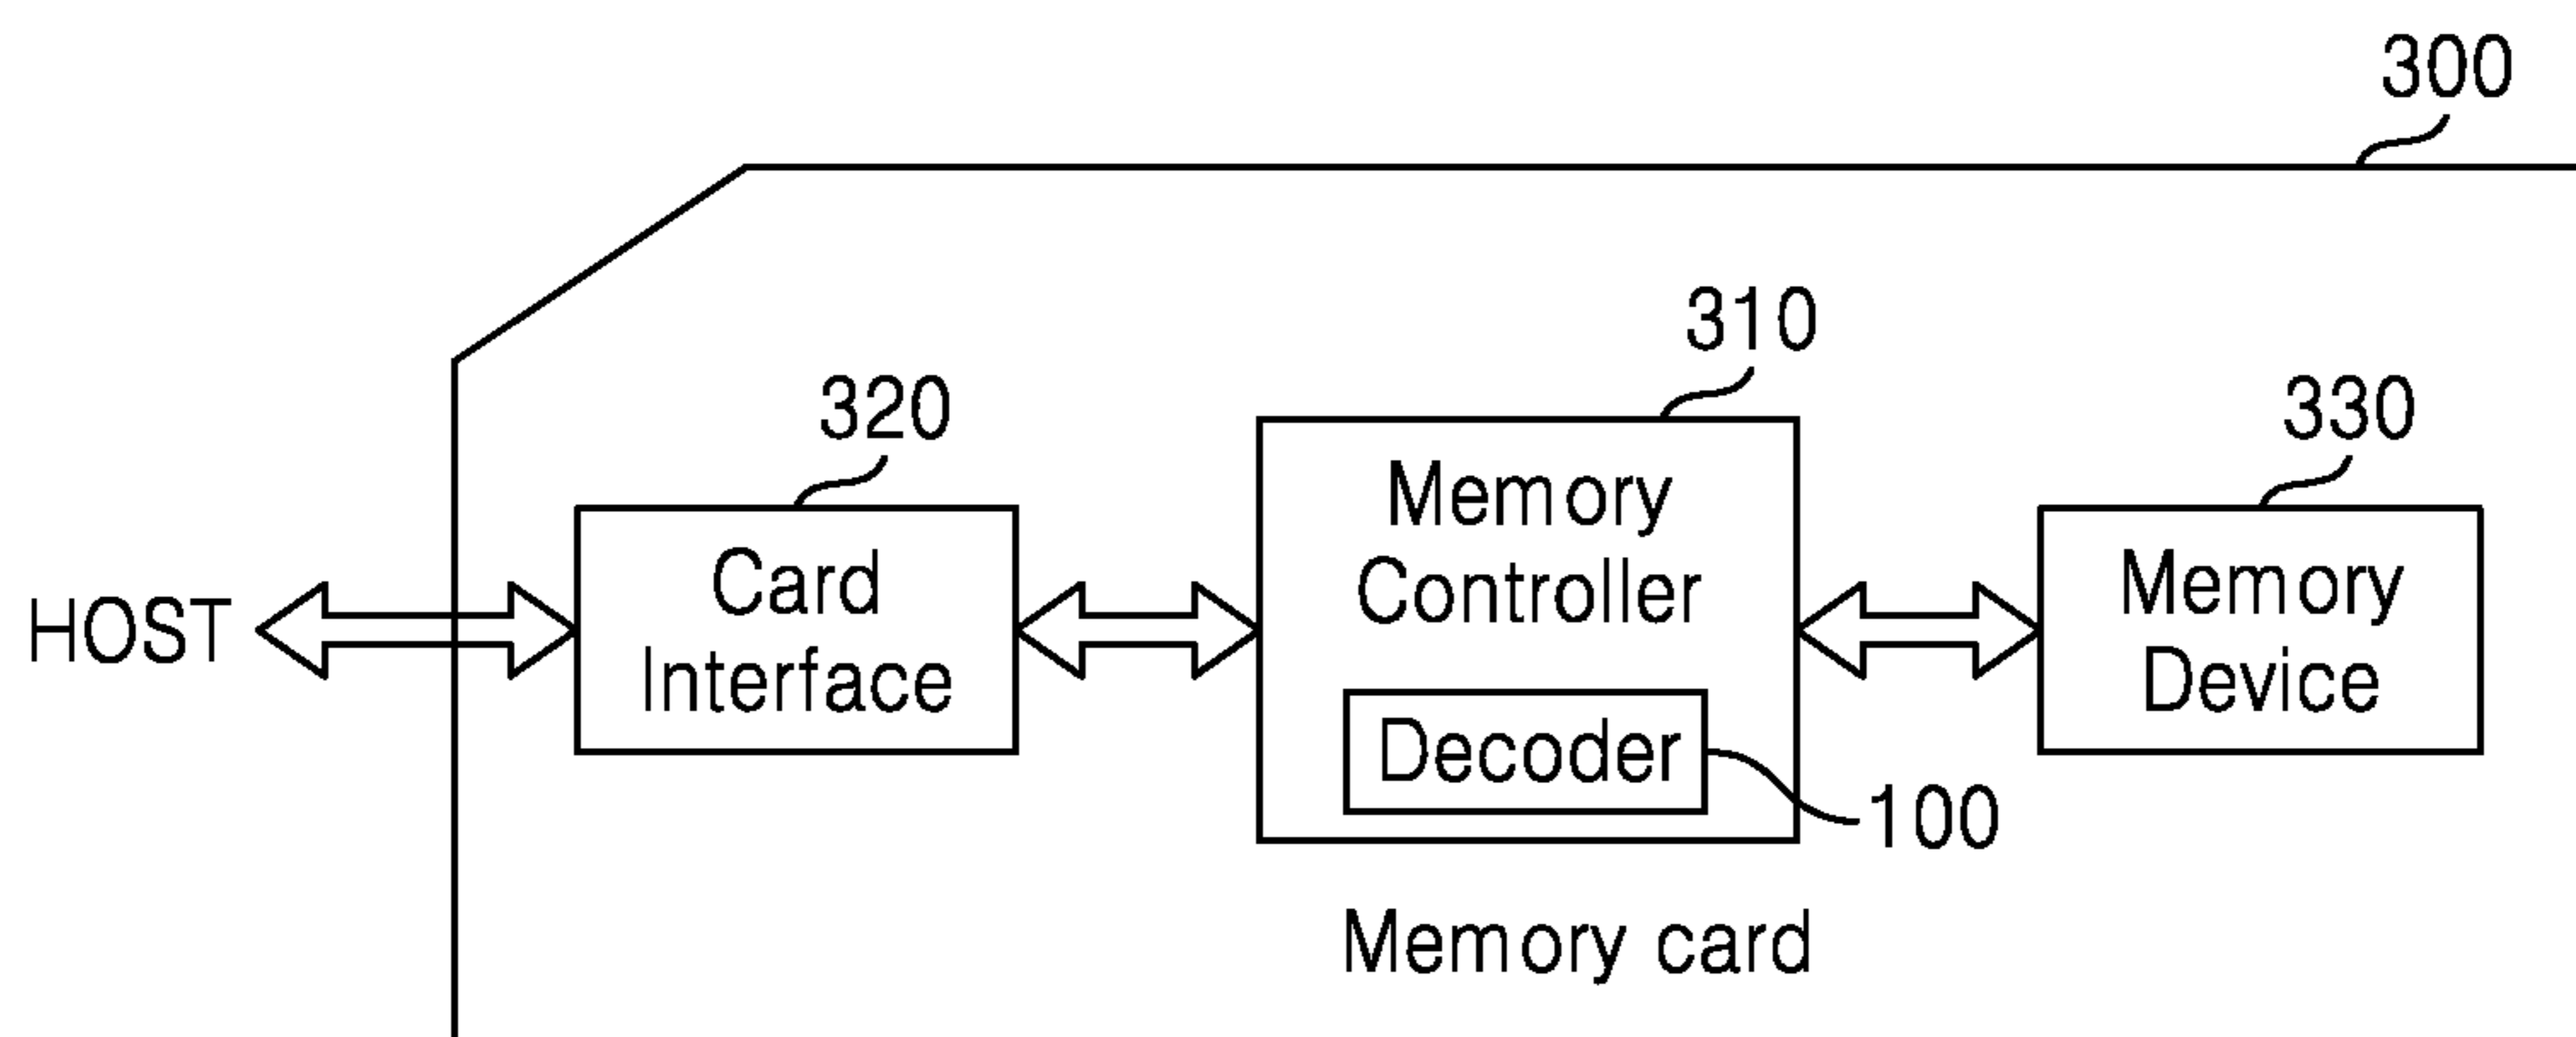 300
310
320
330
Memory
Controller
Card
Interface
Memory
Device
HOST
Decoder
100
Memory card